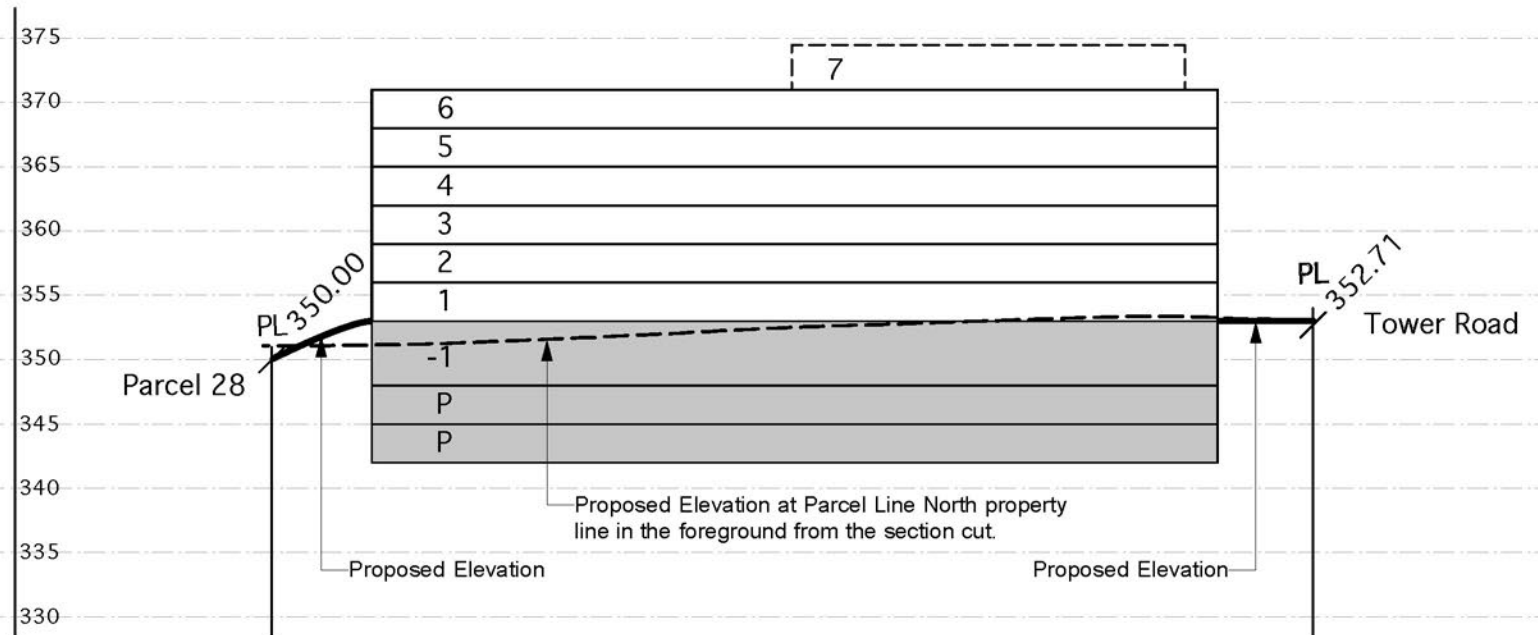 375
7
370
6
5
365
4
3
360
2
PL 350.00
PL 352.71
355
1
Tower Road
350
-1
Parcel 28
P
345
P
340
Proposed Elevation at Parcel Line North property
line in the foreground from the section cut.
335
Proposed Elevation
Proposed Elevation
330